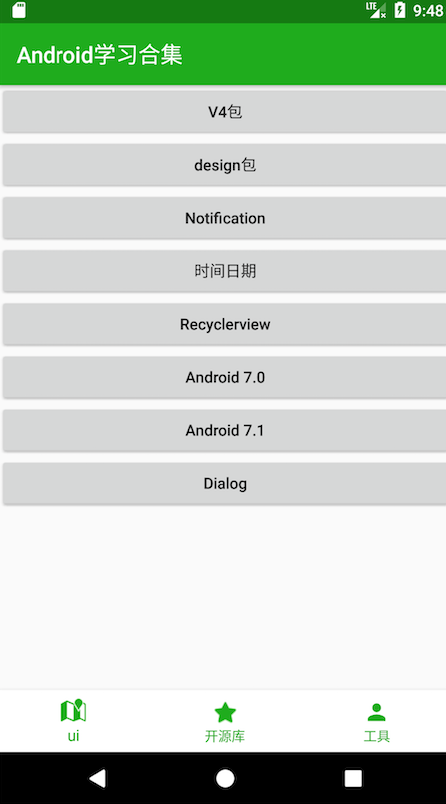 LTE 9:48
Android学习合集
V4包
design包
Notification
时间日期
Recyclerview
Android 7.0
Android 7.1
Dialog
ui 开源库 工具